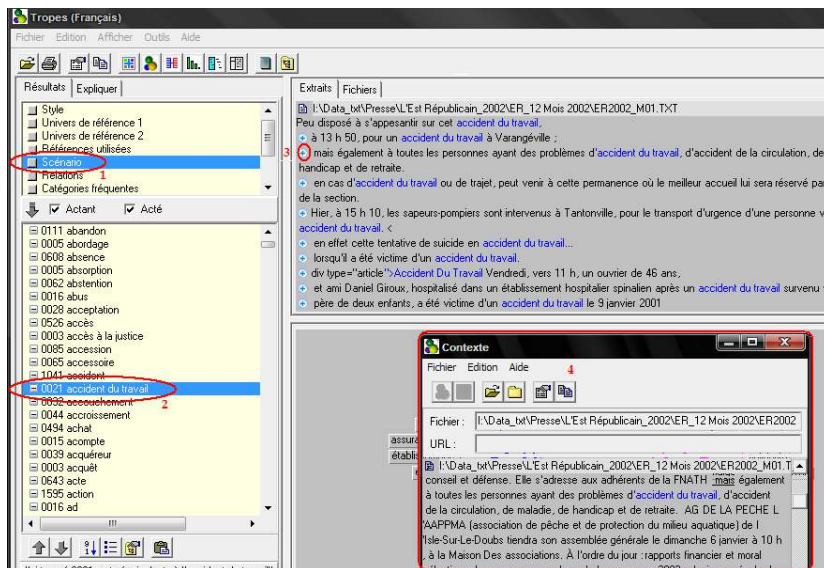 Tropes (Français)
Fichier Edition Afficher Outils Aide
Résultats Expliquer
Style
Univers de référence 1
Univers de référence 2
Références utilisées
Scénario
1
Relations
Catégories fréquentes
Actant Acté
0111 abandon
0005 abordage
0608 absence
0005 absorption
0062 abstention
0016 abus
0028 acceptation
0526 accès
0003 accès à la justice
0085 accession
0065 accessoire
1041 accident
0021 accident du travail
2
0032 accouchement
0044 accroissement
0494 achat
0015 acompte
0039 acquéreur
0003 acquêt
0643 acte
1595 action
0016 ad
Extraits Fichiers
I:\Data_txt\Presse\L'Est Républicain_2002\ER_12 Mois 2002\ER2002_M01.TXT
Peu disposé à s'appesantir sur cet accident du travail,
à 13 h 50, pour un accident du travail à Varangéville ;
3
mais également à toutes les personnes ayant des problèmes d'accident du travail, d'accident de la circulation, de
handicap et de retraite.
en cas d'accident du travail ou de trajet, peut venir à cette permanence où le meilleur accueil lui sera réservé par
de la section.
Hier, à 15 h 10, les sapeurs-pompiers sont intervenus à Tantonville, pour le transport d'urgence d'une personne v
accident du travail. <
en effet cette tentative de suicide en accident du travail...
lorsqu'il a été victime d'un accident du travail.
div type="article">Accident Du Travail Vendredi, vers 11 h, un ouvrier de 46 ans,
et ami Daniel Giroux, hospitalisé dans un établissement hospitalier spinalien après un accident du travail survenu
père de deux enfants, a été victime d'un accident du travail le 9 janvier 2001
assura
établis
Contexte
Fichier Edition Aide
4
Fichier : I:\Data_txt\Presse\L'Est Républicain_2002\ER_12 Mois 2002\ER2002
URL :
I:\Data_txt\Presse\L'Est Républicain_2002\ER_12 Mois 2002\ER2002_M01.T
conseil et défense. Elle s'adresse aux adhérents de la FNATH mais également
à toutes les personnes ayant des problèmes d'accident du travail, d'accident
de la circulation, de maladie, de handicap et de retraite. AG DE LA PECHE L
'AAPPMA (association de pêche et de protection du milieu aquatique) de l
'Isle-Sur-Le-Doubs tiendra son assemblée générale le dimanche 6 janvier à 10 h
, à la Maison Des associations. À l'ordre du jour :rapports financier et moral